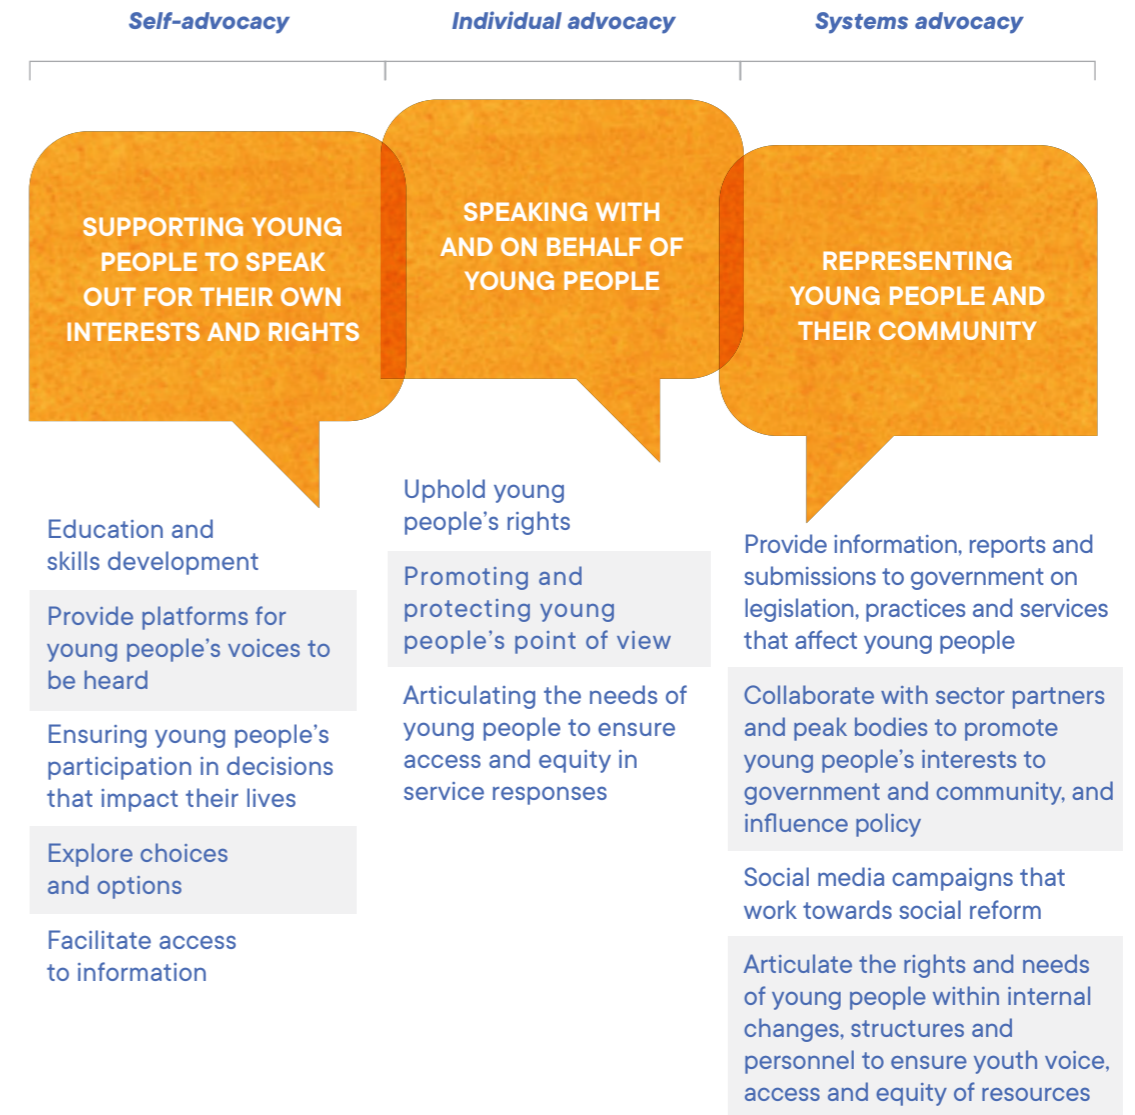 Self-advocacy
Individual advocacy
Systems advocacy
SUPPORTING YOUNG
PEOPLE TO SPEAK
OUT FOR THEIR OWN
INTERESTS AND RIGHTS
SPEAKING WITH
AND ON BEHALF OF
YOUNG PEOPLE
REPRESENTING
YOUNG PEOPLE AND
THEIR COMMUNITY
Education and
skills development
Provide platforms for
young people’s voices to
be heard
Ensuring young people’s
participation in decisions
that impact their lives
Explore choices
and options
Facilitate access
to information
Uphold young
people’s rights
Promoting and
protecting young
people’s point of view
Articulating the needs of
young people to ensure
access and equity in
service responses
Provide information, reports and
submissions to government on
legislation, practices and services
that affect young people
Collaborate with sector partners
and peak bodies to promote
young people’s interests to
government and community, and
influence policy
Social media campaigns that
work towards social reform
Articulate the rights and needs
of young people within internal
changes, structures and
personnel to ensure youth voice,
access and equity of resources